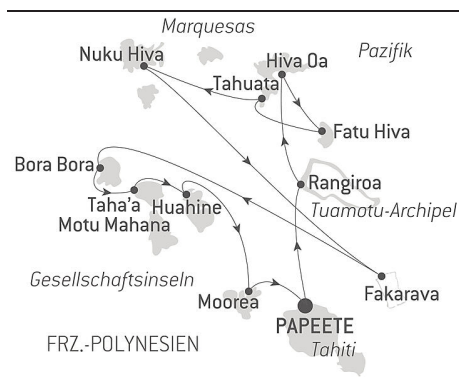 Marquesas
Nuku Hiva
Hiva Oa
Pazifik
Tahuata
Fatu Hiva
Bora Bora
Rangiroa
Taha’a
Motu Mahana
Huahine
Tuamotu-Archipel
Gesellschaftsinseln
Moorea
Fakarava
PAPEETE
FRZ.-POLYNESIEN
Tahiti